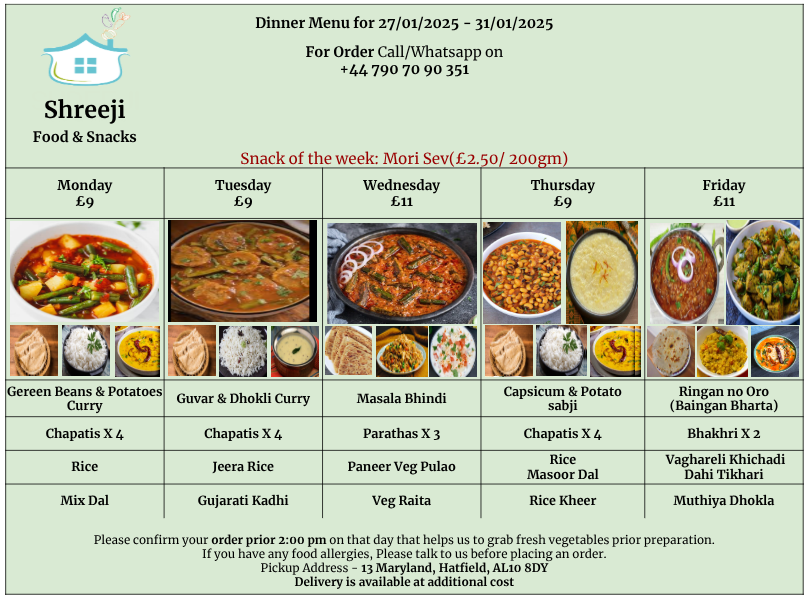 Dinner Menu for 27/01/2025 - 31/01/2025
For Order Call/Whatsapp on
+44 790 70 90 351
Shreeji
Food & Snacks
Snack of the week: Mori Sev(£2.50/ 200gm)
Monday
£9
Tuesday
£9
Wednesday
£11
Thursday
£9
Friday
£11
Gereen Beans & Potatoes
Curry
Guvar & Dhokli Curry
Masala Bhindi
Capsicum & Potato
sabji
Ringan no Oro
(Baingan Bharta)
Chapatis X 4
Chapatis X 4
Parathas X 3
Chapatis X 4
Bhakhri X 2
Rice
Jeera Rice
Paneer Veg Pulao
Rice
Masoor Dal
Vaghareli Khichadi
Dahi Tikhari
Mix Dal
Gujarati Kadhi
Veg Raita
Rice Kheer
Muthiya Dhokla
Please confirm your order prior 2:00 pm on that day that helps us to grab fresh vegetables prior preparation.
If you have any food allergies, Please talk to us before placing an order.
Pickup Address - 13 Maryland, Hatfield, AL10 8DY
Delivery is available at additional cost